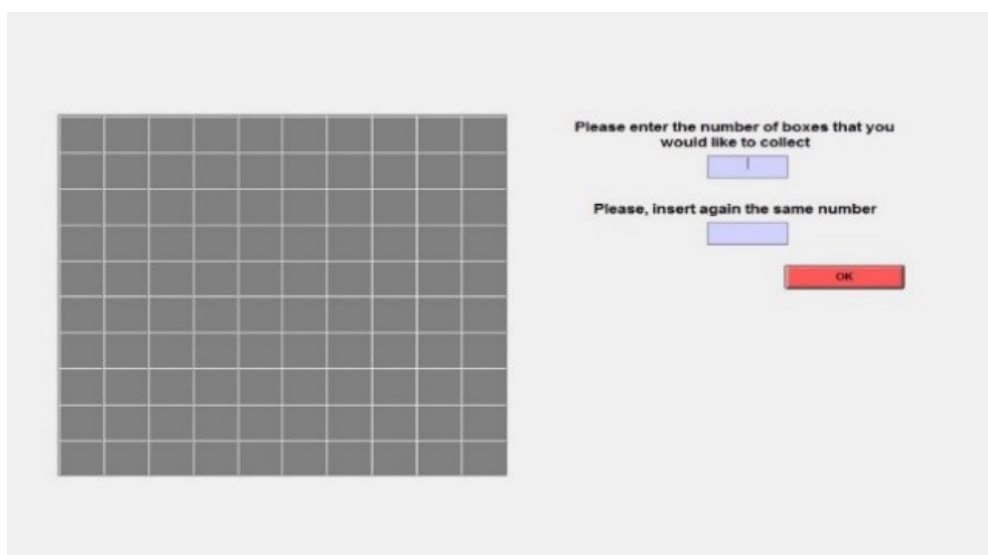 Please enter the number of boxes that you
would like to collect
Please, insert again the same number
OK